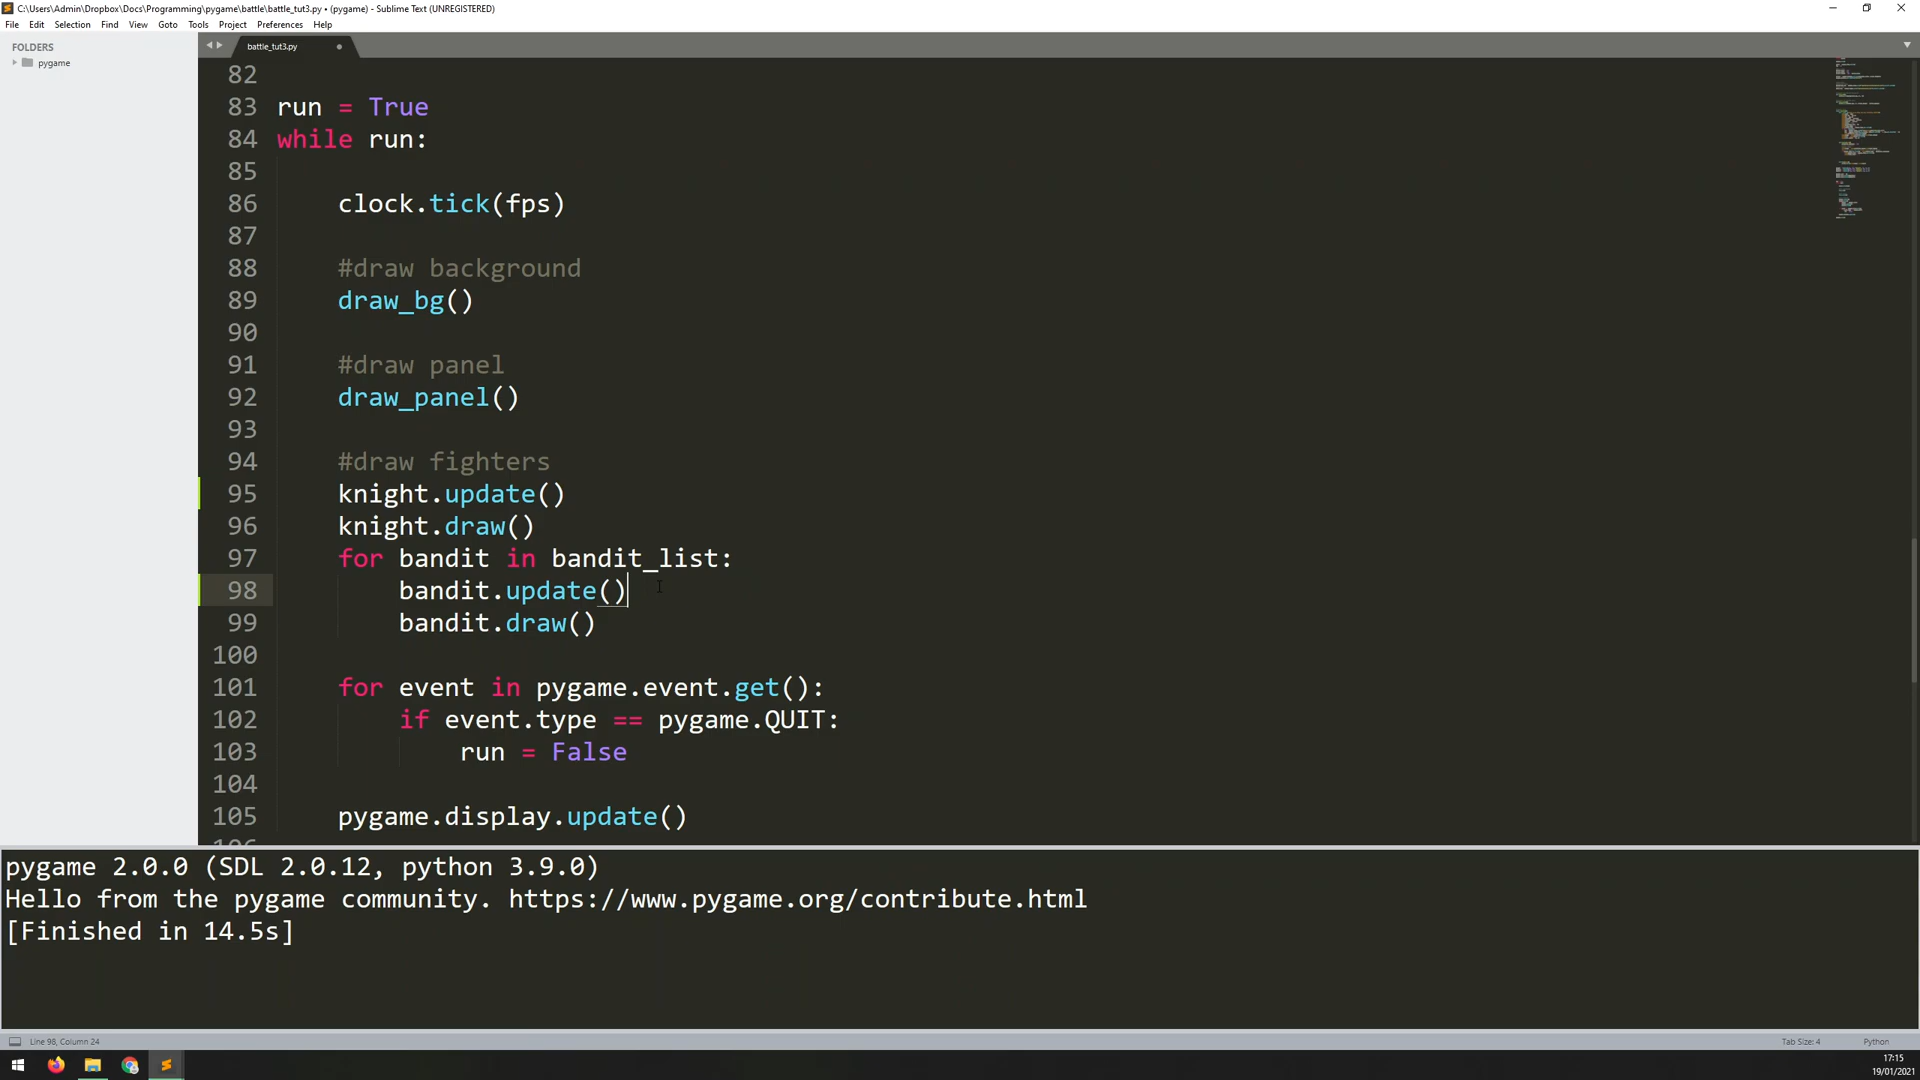 C:\Users\Admin\Dropbox\Docs\Programming\pygame\battle\battle_tut3.py • (pygame) - Sublime Text (UNREGISTERED)
File Edit Selection Find View Goto Tools Project Preferences Help
FOLDERS
pygame
battle_tut3.py
82
83 run = True
84 while run:
85
86 clock.tick(fps)
87
88 #draw background
89 draw_bg()
90
91 #draw panel
92 draw_panel()
93
94 #draw fighters
95 knight.update()
96 knight.draw()
97 for bandit in bandit_list:
98 bandit.update()
99 bandit.draw()
100
101 for event in pygame.event.get():
102 if event.type == pygame.QUIT:
103 run = False
104
105 pygame.display.update()
pygame 2.0.0 (SDL 2.0.12, python 3.9.0)
Hello from the pygame community. https://www.pygame.org/contribute.html
[Finished in 14.5s]
Line 98, Column 24
Tab Size: 4
Python
17:15
19/01/2021